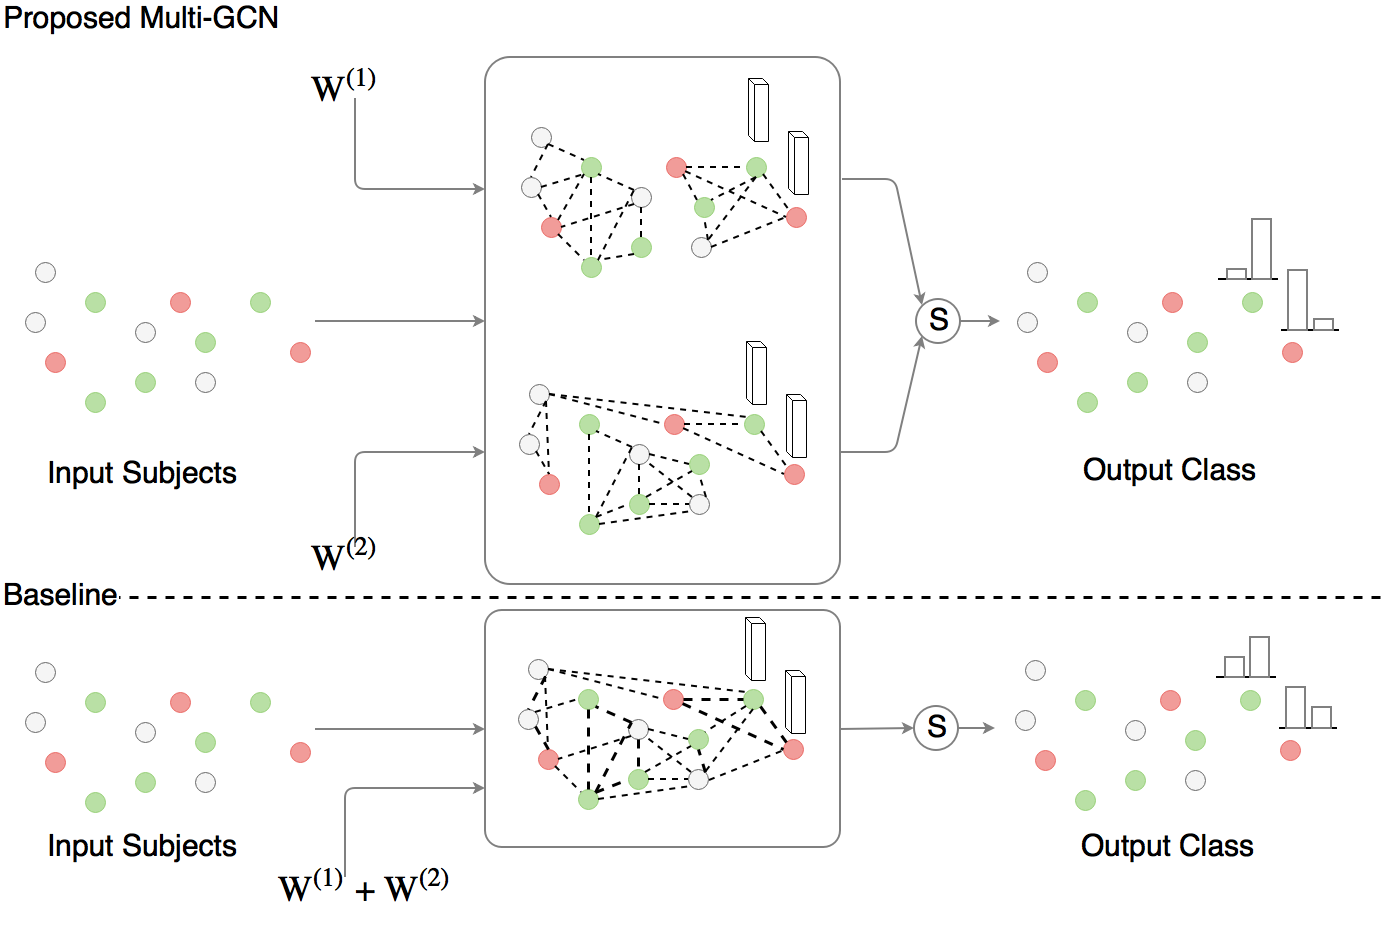 Proposed Multi-GCN
W(1)
S
Input Subjects
Output Class
W(2)
Baseline
S
Input Subjects
Output Class
W(1) + W(2)